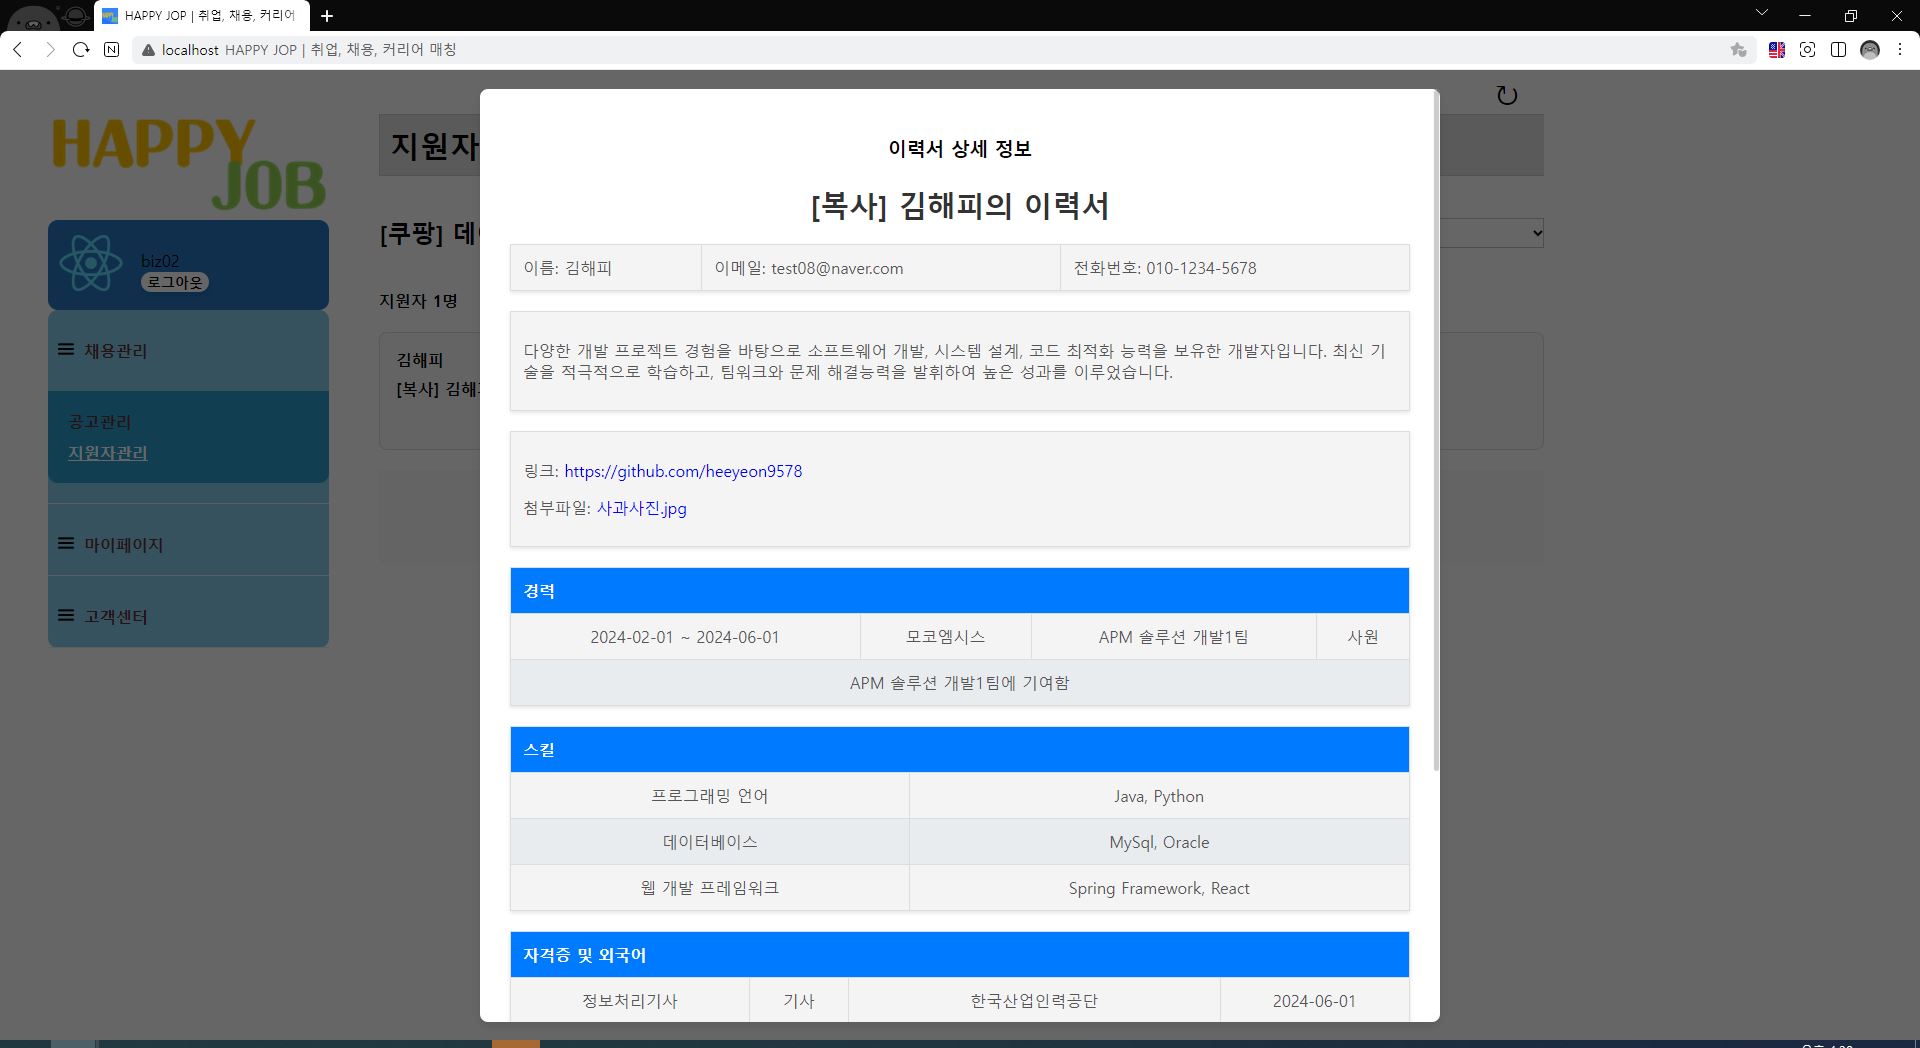 HAPPY JOP | 취업, 채용, 커리어
localhost HAPPY JOP | 취업, 채용, 커리어 매칭
HAPPY
JOB
biz02
로그아웃
채용관리
공고관리
지원자관리
마이페이지
고객센터
지원자
[쿠팡] 데
지원자 1명
김해피
[복사] 김해
이력서 상세 정보
[복사] 김해피의 이력서
이름: 김해피 이메일: test08@naver.com 전화번호: 010-1234-5678
다양한 개발 프로젝트 경험을 바탕으로 소프트웨어 개발, 시스템 설계, 코드 최적화 능력을 보유한 개발자입니다. 최신 기
술을 적극적으로 학습하고, 팀워크와 문제 해결능력을 발휘하여 높은 성과를 이루었습니다.
링크: https://github.com/heeyeon9578
첨부파일: 사과사진.jpg
경력
2024-02-01 ~ 2024-06-01 모코엠시스 APM 솔루션 개발1팀 사원
APM 솔루션 개발1팀에 기여함
스킬
프로그래밍 언어 Java, Python
데이터베이스 MySql, Oracle
웹 개발 프레임워크 Spring Framework, React
자격증 및 외국어
정보처리기사 기사 한국산업인력공단 2024-06-01